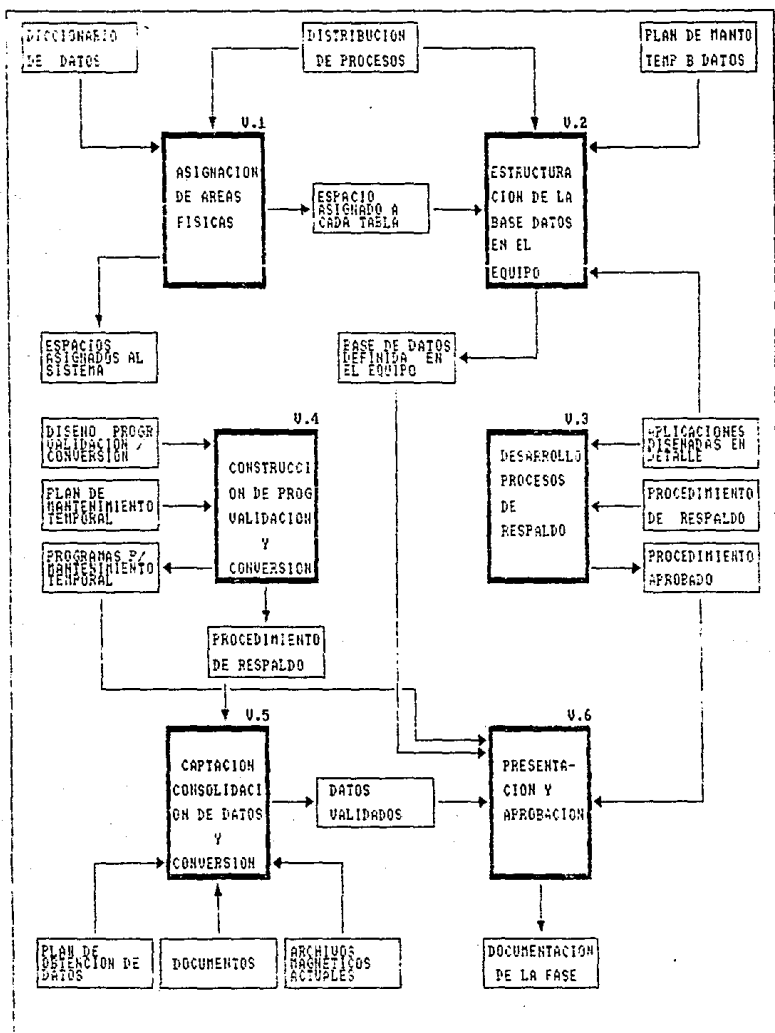 DICCIONARIO
DE DATOS
DISTRIBUCION
DE PROCESOS
PLAN DE MANTO
TEMP B DATOS
V.1
ASIGNACION
DE AREAS
FISICAS
ESPACIO
ASIGNADO A
CADA TABLA
V.2
ESTRUCTURA
CION DE LA
BASE DATOS
EN EL
EQUIPO
ESPACIOS
ASIGNADOS AL
SISTEMA
BASE DE DATOS
DEFINIDA EN
EL EQUIPO
DISENO PROGR
VALIDACION /
CONVERSION
PLAN DE
MANTENIMIENTO
TEMPORAL
PROGRAMAS P/
MANTENIMIENTO
TEMPORAL
V.4
CONSTRUCCI
ON DE PROG
VALIDACION
Y
CONVERSION
V.3
DESARROLLO
PROCESOS
DE
RESPALDO
APLICACIONES
DISENADAS EN
DETALLE
PROCEDIMIENTO
DE RESPALDO
PROCEDIMIENTO
APROBADO
PROCEDIMIENTO
DE RESPALDO
V.5
CAPTACION
CONSOLIDACI
ON DE DATOS
Y
CONVERSION
DATOS
VALIDADOS
V.6
PRESENTA-
CION Y
APROBACION
PLAN DE
OBTENCION DE
DATOS
DOCUMENTOS
ARCHIVOS
MAGNETICOS
ACTUALES
DOCUMENTACION
DE LA FASE